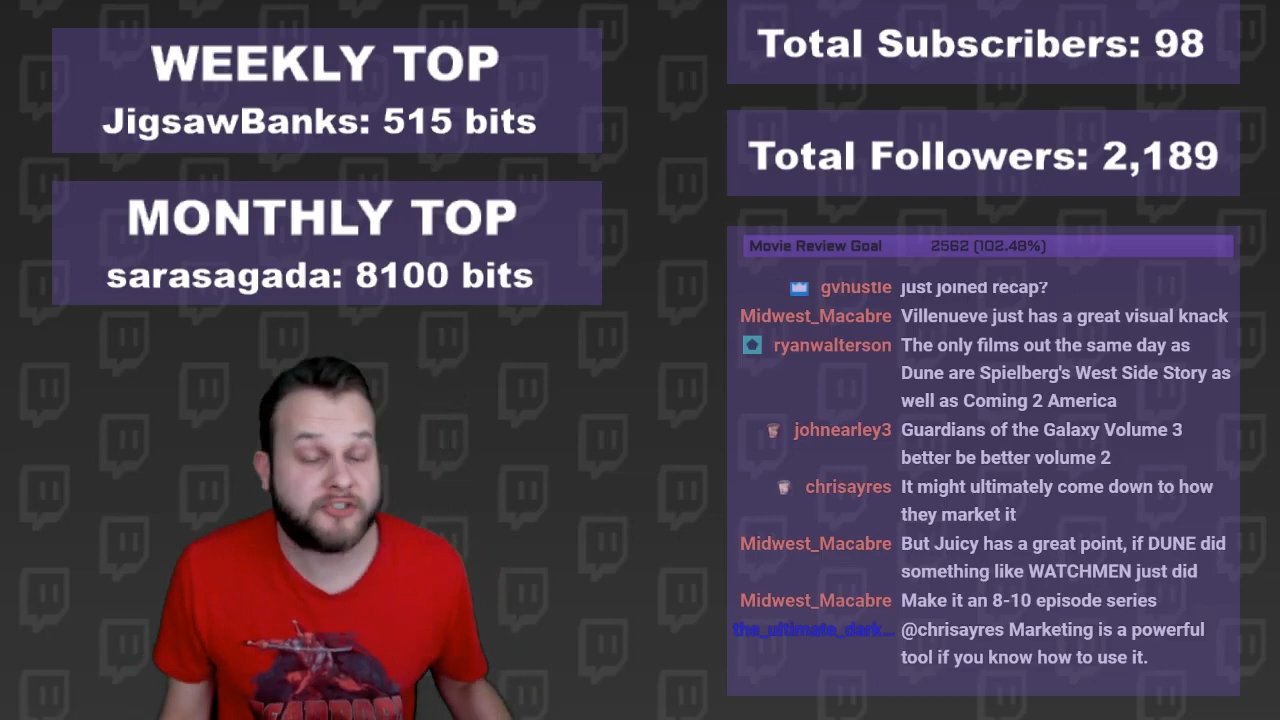 WEEKLY TOP
JigsawBanks: 515 bits
MONTHLY TOP
sarasagada: 8100 bits
Total Subscribers: 98
Total Followers: 2,189
Movie Review Goal 2562 (102.48%)
gvhustle just joined recap?
Midwest_Macabre Villenueve just has a great visual knack
ryanwalterson The only films out the same day as
Dune are Spielberg's West Side Story as
well as Coming 2 America
johnearley3 Guardians of the Galaxy Volume 3
better be better volume 2
chrisayres It might ultimately come down to how
they market it
Midwest_Macabre But Juicy has a great point, if DUNE did
something like WATCHMEN just did
Midwest_Macabre Make it an 8-10 episode series
the_ultimate_dark... @chrisayres Marketing is a powerful
tool if you know how to use it.
DEADPOOL